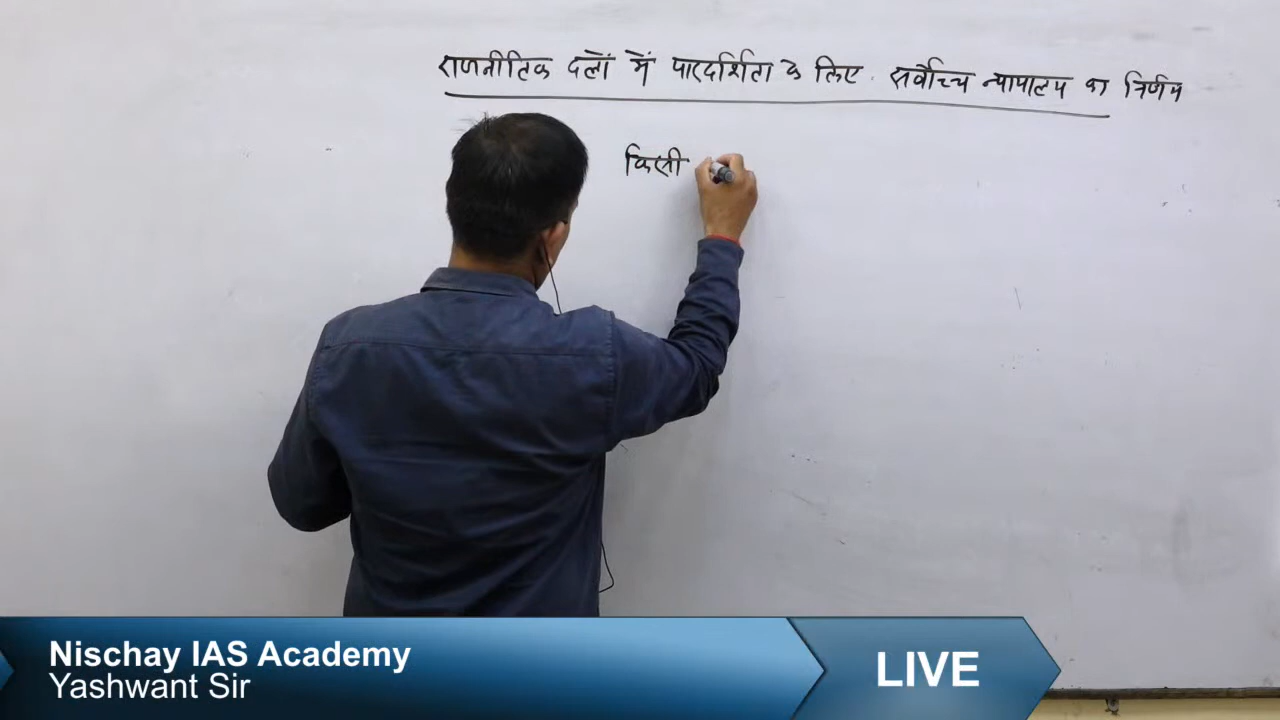 राजनीतिक दलों में पारदर्शिता के लिए सर्वोच्च न्यायालय का निर्णय
किसी
Nischay IAS Academy
Yashwant Sir
LIVE